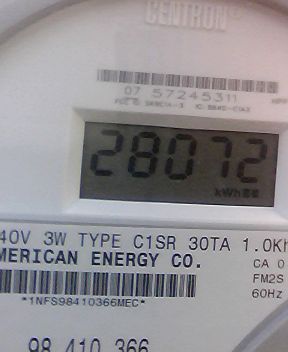 CENTRON®
07 57245311
28072
kWh
40V 3W TYPE C1SR 30TA 1.0Kh
MERICAN ENERGY CO.
CA 0
FM2S
*1NFS98410366MEC*
60Hz
98 410 366